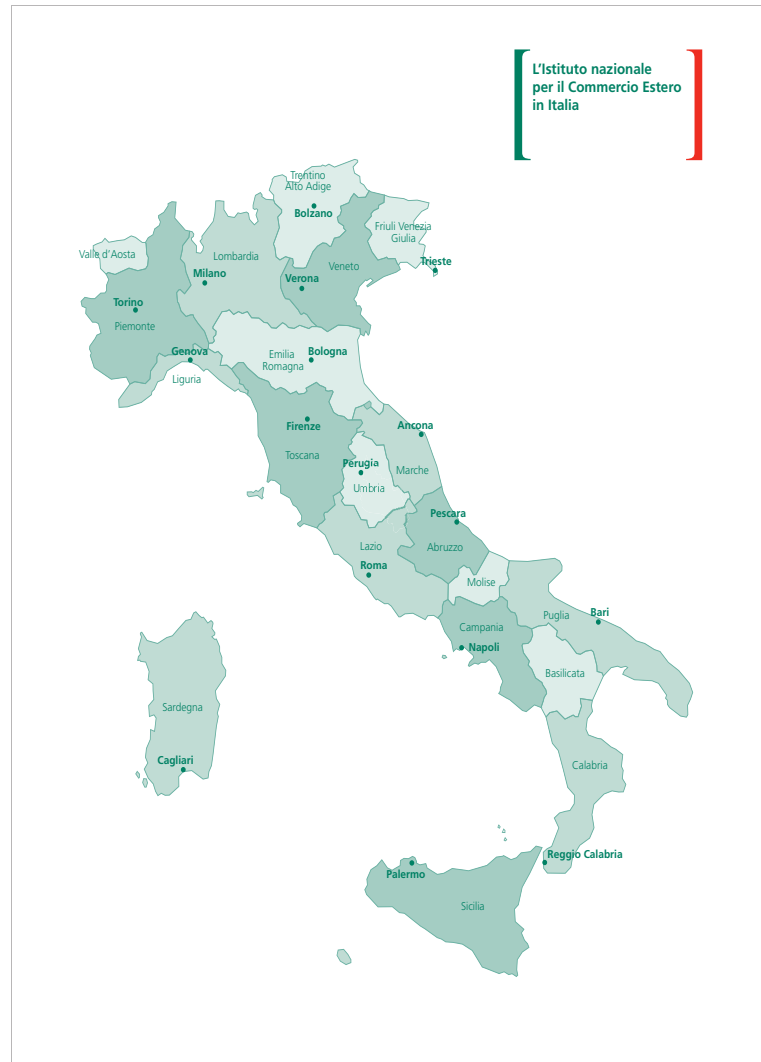 L'Istituto nazionale
per il Commercio Estero
in Italia
Trentino
Alto Adige
Bolzano
Friuli Venezia
Giulia
Valle d'Aosta
Lombardia
Veneto
Trieste
Milano
Verona
Torino
Piemonte
Genova
Emilia
Romagna
Bologna
Liguria
Firenze
Ancona
Toscana
Perugia
Marche
Umbria
Pescara
Lazio
Abruzzo
Roma
Molise
Puglia
Bari
Campania
Napoli
Basilicata
Sardegna
Cagliari
Calabria
Reggio Calabria
Palermo
Sicilia